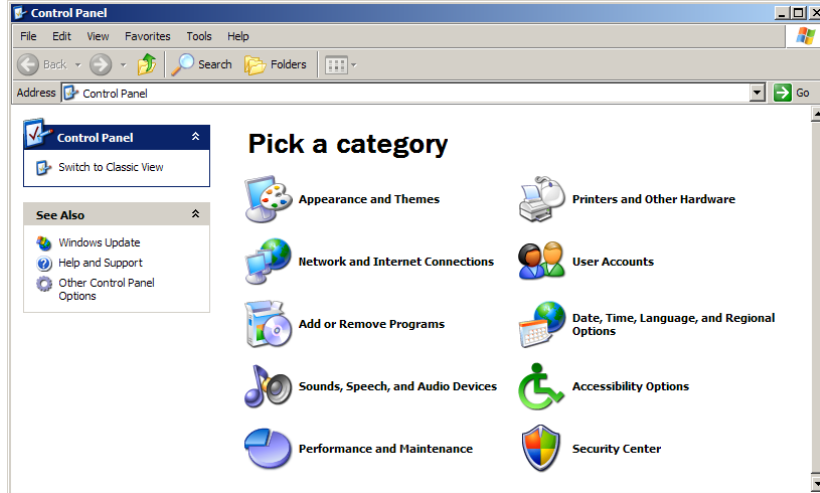 Control Panel
File Edit View Favorites Tools Help
Back Search Folders
Address Control Panel Go
Control Panel
Switch to Classic View
See Also
Windows Update
Help and Support
Other Control Panel
Options
Pick a category
Appearance and Themes
Printers and Other Hardware
Network and Internet Connections
User Accounts
Add or Remove Programs
Date, Time, Language, and Regional
Options
Sounds, Speech, and Audio Devices
Accessibility Options
Performance and Maintenance
Security Center